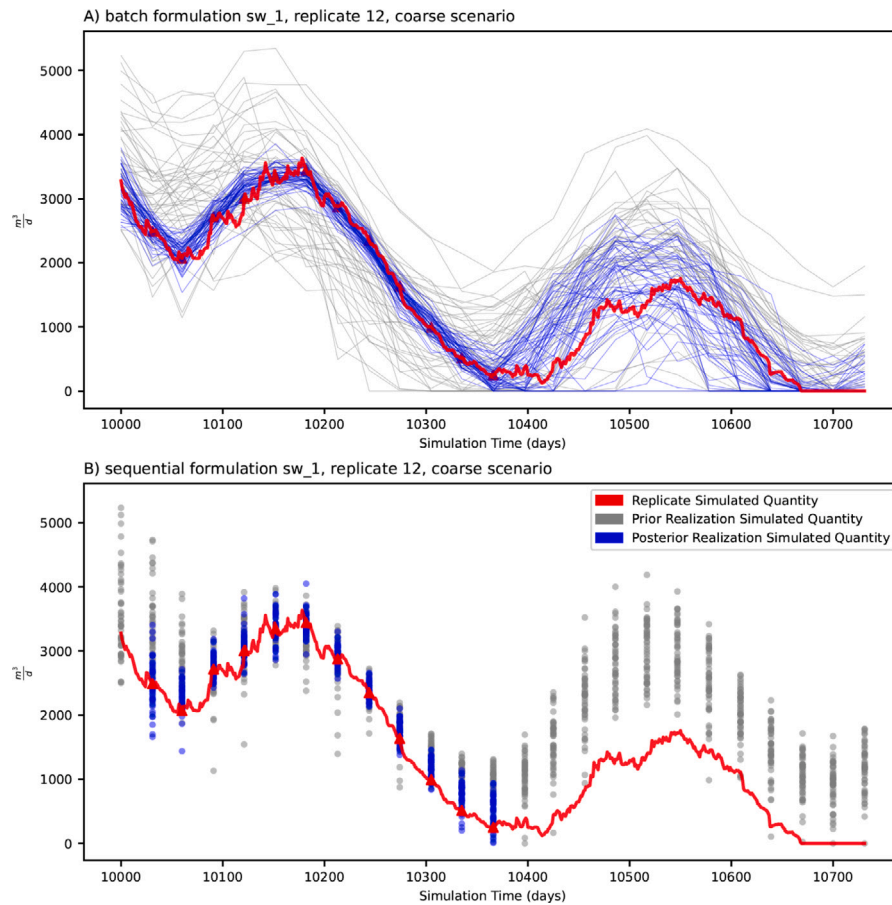 A) batch formulation sw_1, replicate 12, coarse scenario
5000
4000
3000
2000
1000
0
m³
d
10000 10100 10200 10300 10400 10500 10600 10700
Simulation Time (days)
B) sequential formulation sw_1, replicate 12, coarse scenario
Replicate Simulated Quantity
Prior Realization Simulated Quantity
Posterior Realization Simulated Quantity
5000
4000
3000
2000
1000
0
m³
d
10000 10100 10200 10300 10400 10500 10600 10700
Simulation Time (days)